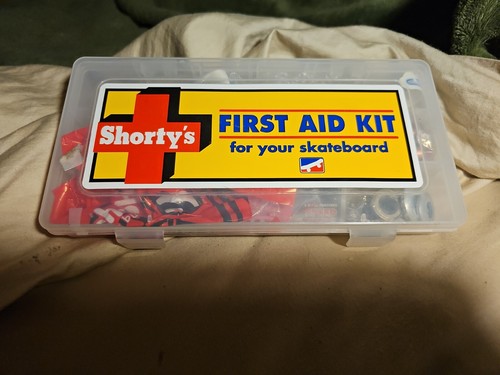 Shorty's
FIRST AID KIT
for your skateboard